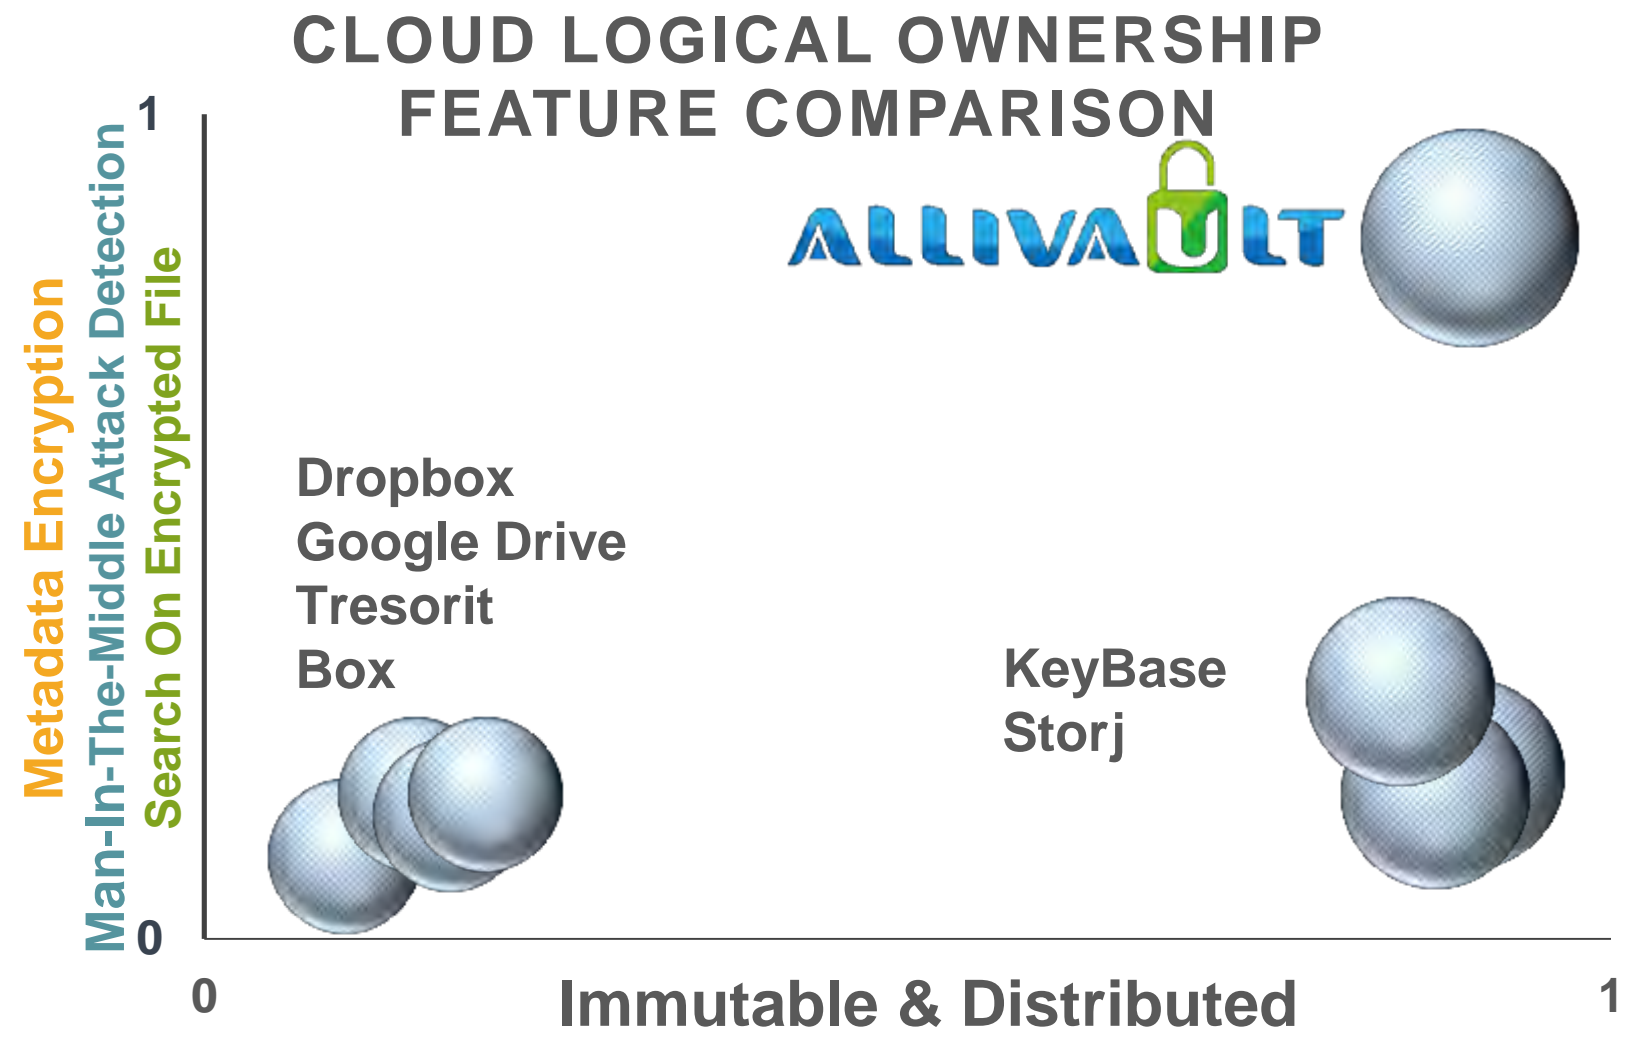 CLOUD LOGICAL OWNERSHIP
FEATURE COMPARISON
1
ALLIVAULT
Metadata Encryption
Man-In-The-Middle Attack Detection
Search On Encrypted File
Dropbox
Google Drive
Tresorit
Box
KeyBase
Storj
0
0
Immutable & Distributed
1